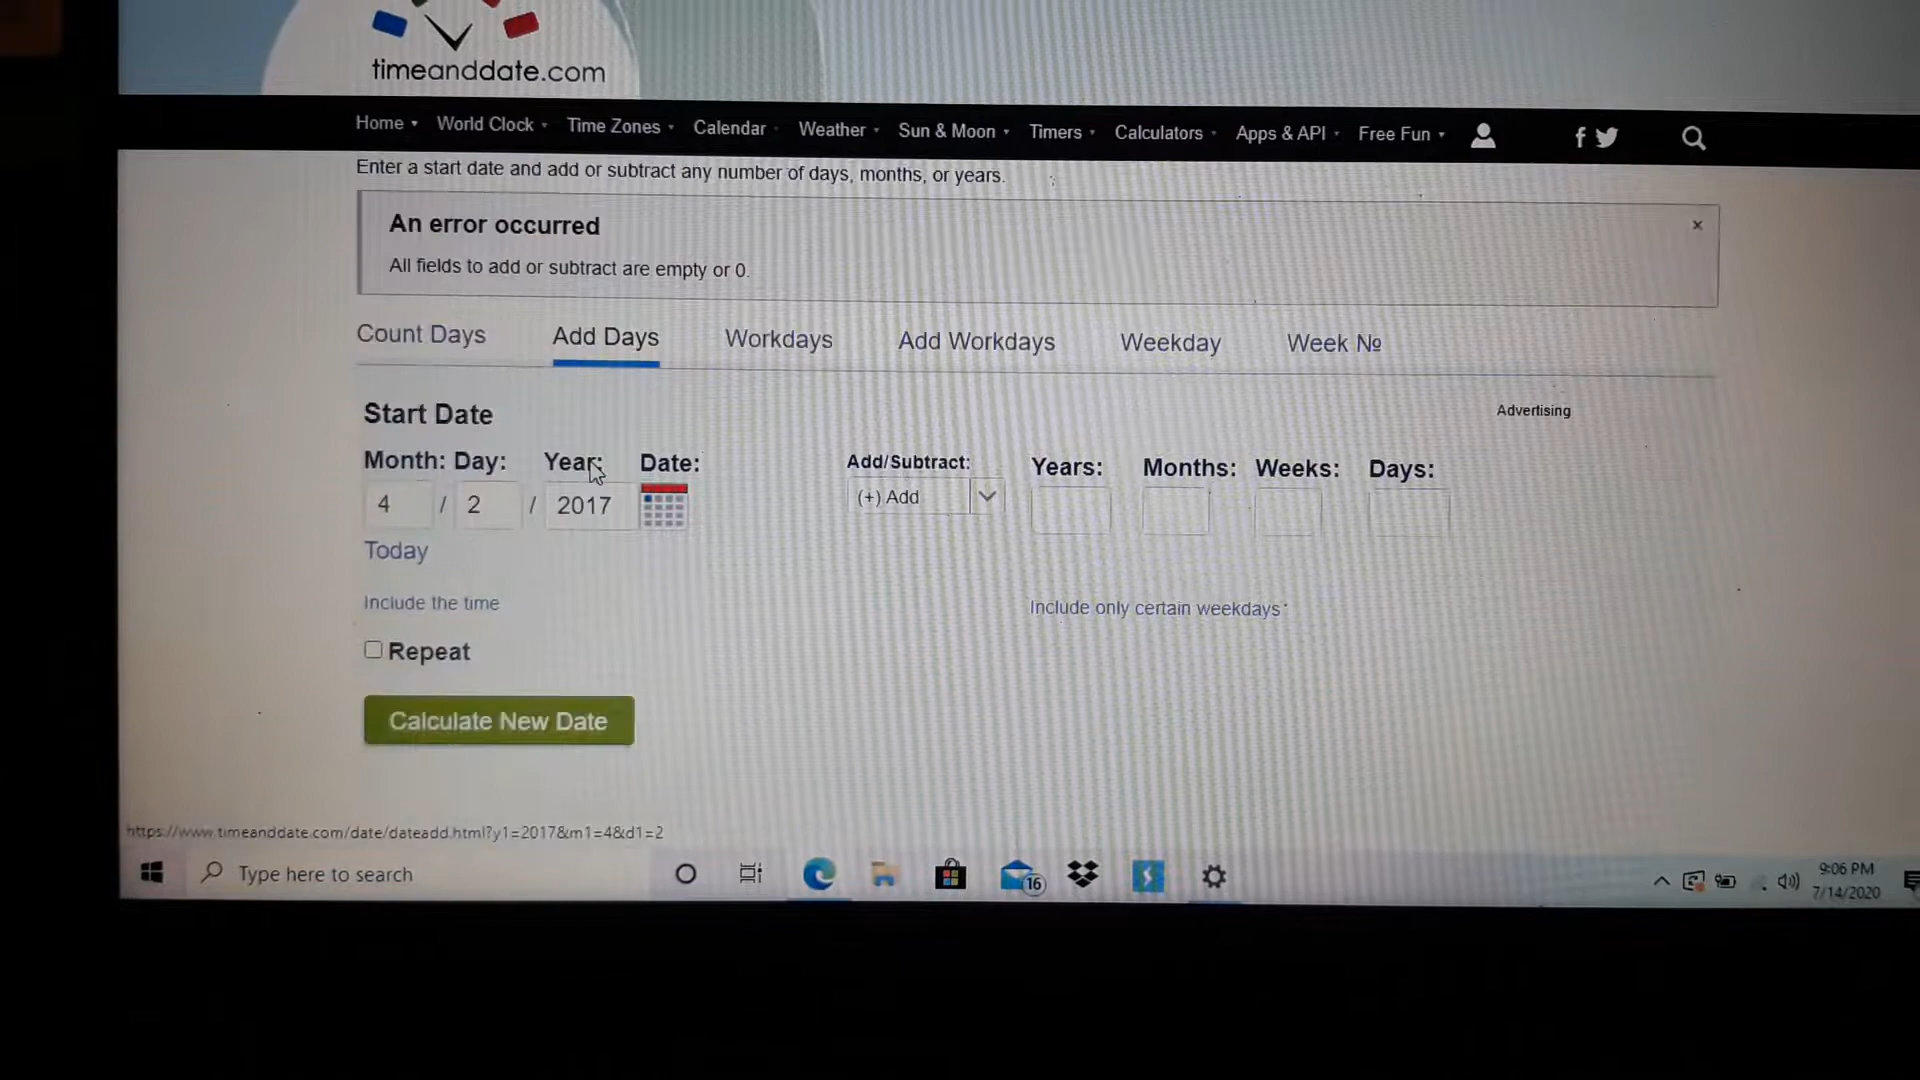 timeanddate.com
Home World Clock Time Zones Calendar Weather Sun & Moon Timers Calculators Apps & API Free Fun
Enter a start date and add or subtract any number of days, months, or years.
An error occurred
×
All fields to add or subtract are empty or 0.
Count Days Add Days Workdays Add Workdays Weekday Week №
Start Date
Advertising
Month: Day: Year: Date: Add/Subtract: Years: Months: Weeks: Days:
4 / 2 / 2017 (+) Add
Today
Include the time
Include only certain weekdays
Repeat
Calculate New Date
https://www.timeanddate.com/date/dateadd.html?y1=2017&m1=4&d1=2
Type here to search
16
9:06 PM
7/14/2020